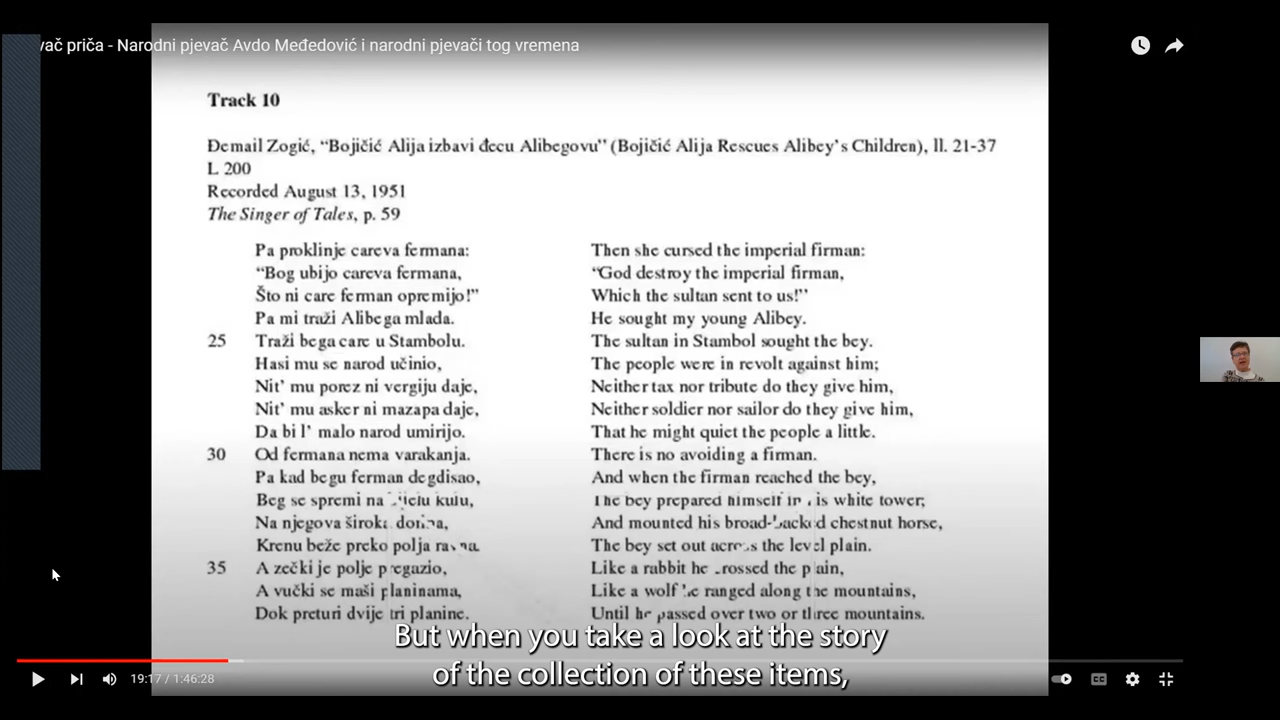 vač priča - Narodni pjevač Avdo Međedović i narodni pjevači tog vremena
Track 10
Đemail Zogić, “Bojičić Alija izbavi đecu Alibegovu” (Bojičić Alija Rescues Alibey’s Children), ll. 21-37
L 200
Recorded August 13, 1951
The Singer of Tales, p. 59
Pa proklinje careva fermana:
“Bog ubijo careva fermana,
Što ni care ferman opremijo!”
Pa mi traži Alibega mlada.
25 Traži bega care u Stambolu.
Hasi mu se narod učinio,
Nit’ mu porez ni vergiju daje,
Nit’ mu asker ni mazapa daje,
Da bi l’ malo narod umirijo.
30 Od fermana nema varakanja.
Pa kad begu ferman degdisao,
Beg se spremi na kulu,
Na njegova široka
Krenu beže preko polja
35 A zečki je polje
A vučki se maši planinama,
Dok preturi dvije tri planine.
Then she cursed the imperial firman:
“God destroy the imperial firman,
Which the sultan sent to us!”
He sought my young Alibey.
The sultan in Stambol sought the bey.
The people were in revolt against him;
Neither tax nor tribute do they give him,
Neither soldier nor sailor do they give him,
That he might quiet the people a little.
There is no avoiding a firman.
And when the firman reached the bey,
The bey prepared himself in his white tower;
And mounted his broad-backed chestnut horse,
The bey set out across the level plain.
Like a rabbit he crossed the plain,
Like a wolf he ranged along the mountains,
Until he passed over two or three mountains.
But when you take a look at the story
of the collection of these items,
19:17 / 1:46:28
CC